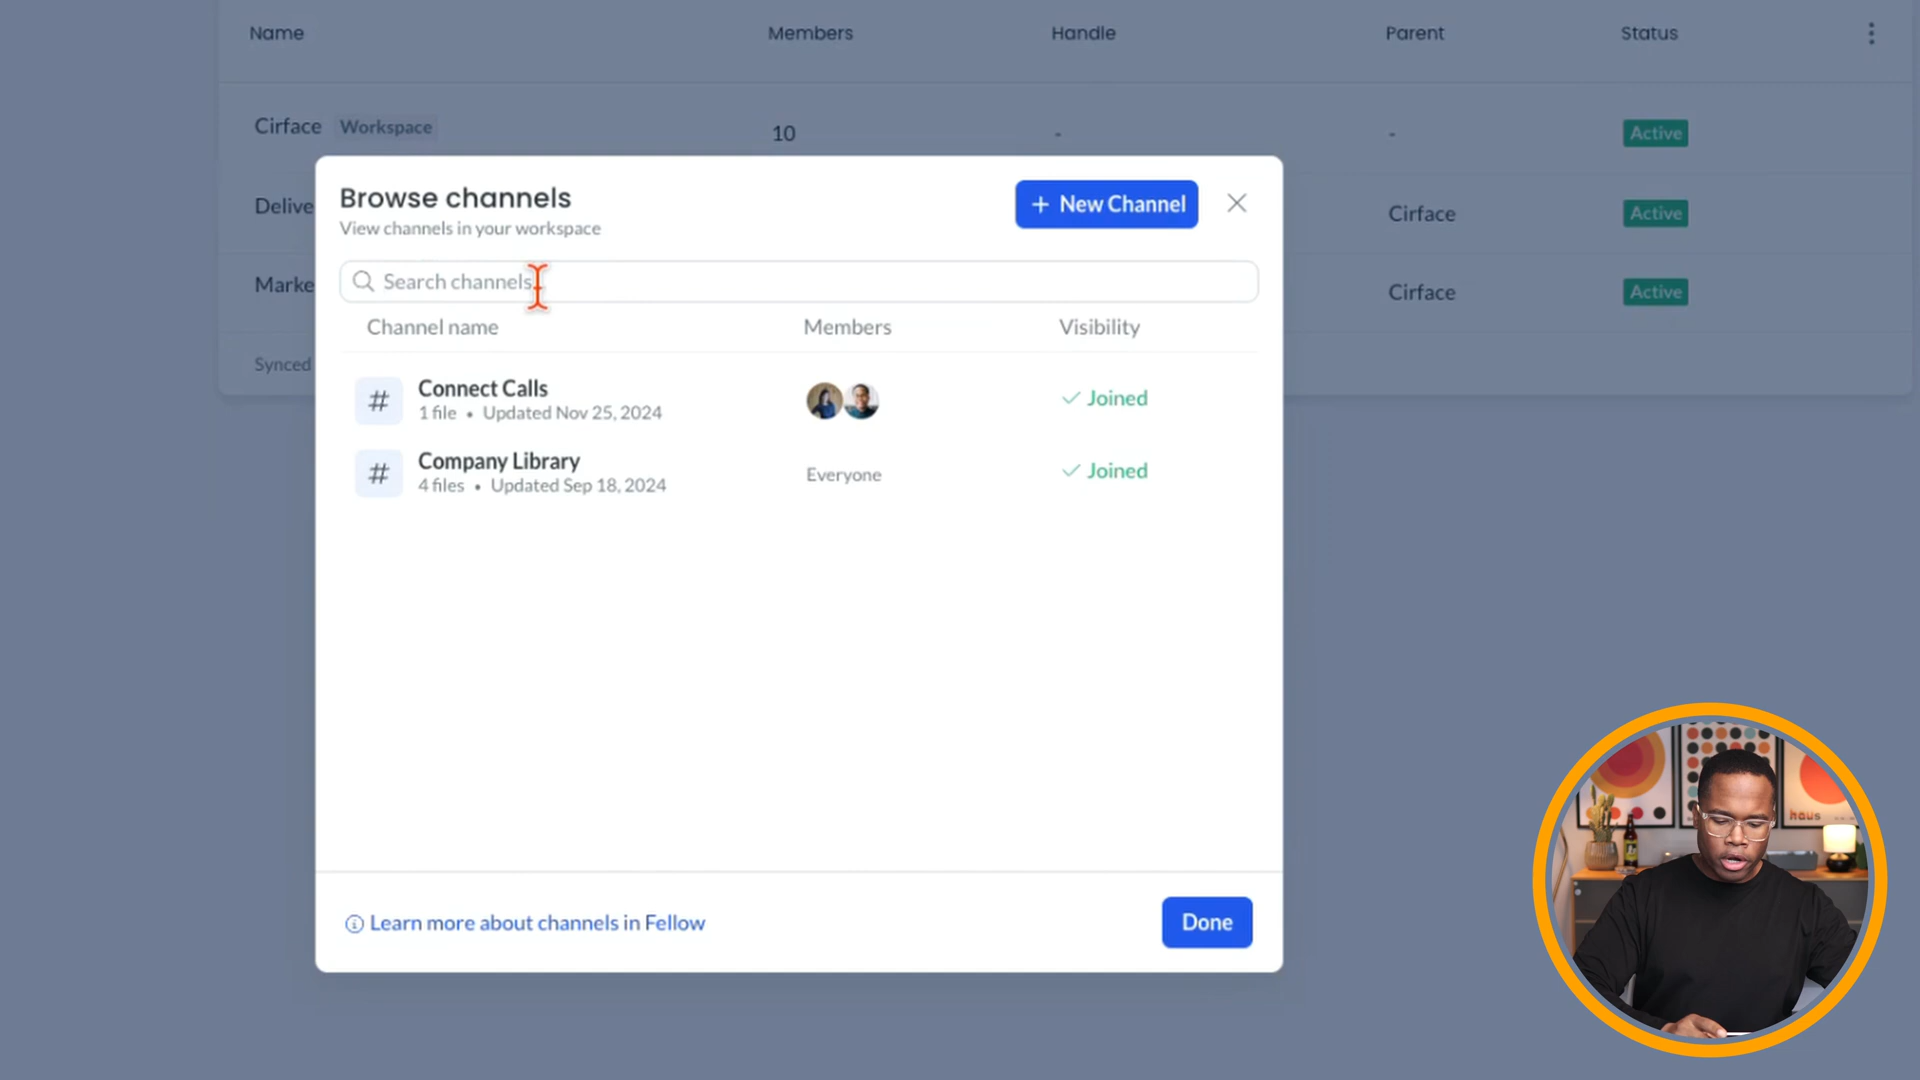 Name Members Handle Parent Status
Cirface Workspace 10 - - Active
Delive Cirface Active
Marke Cirface Active
Synced
Browse channels
View channels in your workspace
+ New Channel
Search channels
Channel name Members Visibility
# Connect Calls
1 file • Updated Nov 25, 2024
Joined
# Company Library
4 files • Updated Sep 18, 2024
Everyone
Joined
Learn more about channels in Fellow
Done
haus